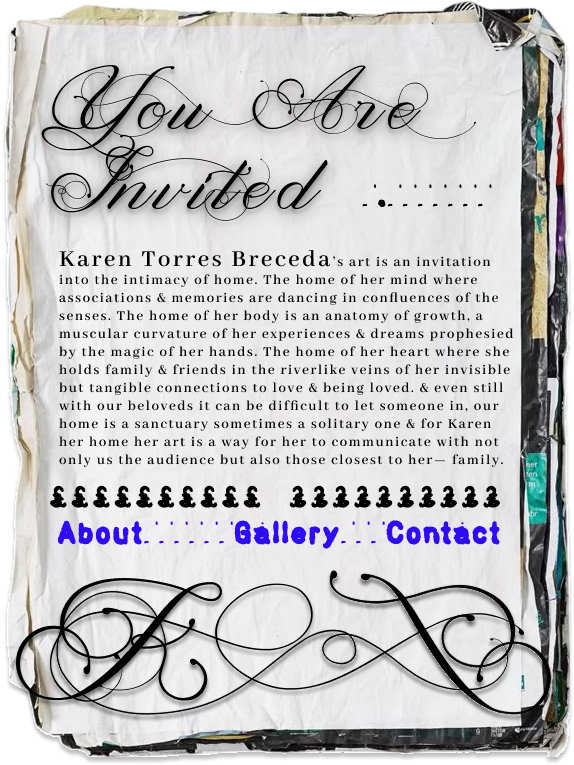 You Are
Invited
Karen Torres Breceda's art is an invitation
into the intimacy of home. The home of her mind where
associations & memories are dancing in confluences of the
senses. The home of her body is an anatomy of growth, a
muscular curvature of her experiences & dreams prophesied
by the magic of her hands. The home of her heart where she
holds family & friends in the riverlike veins of her invisible
but tangible connections to love & being loved. & even still
with our beloveds it can be difficult to let someone in, our
home is a sanctuary sometimes a solitary one & for Karen
her home her art is a way for her to communicate with not
only us the audience but also those closest to her— family.
About......Gallery....Contact